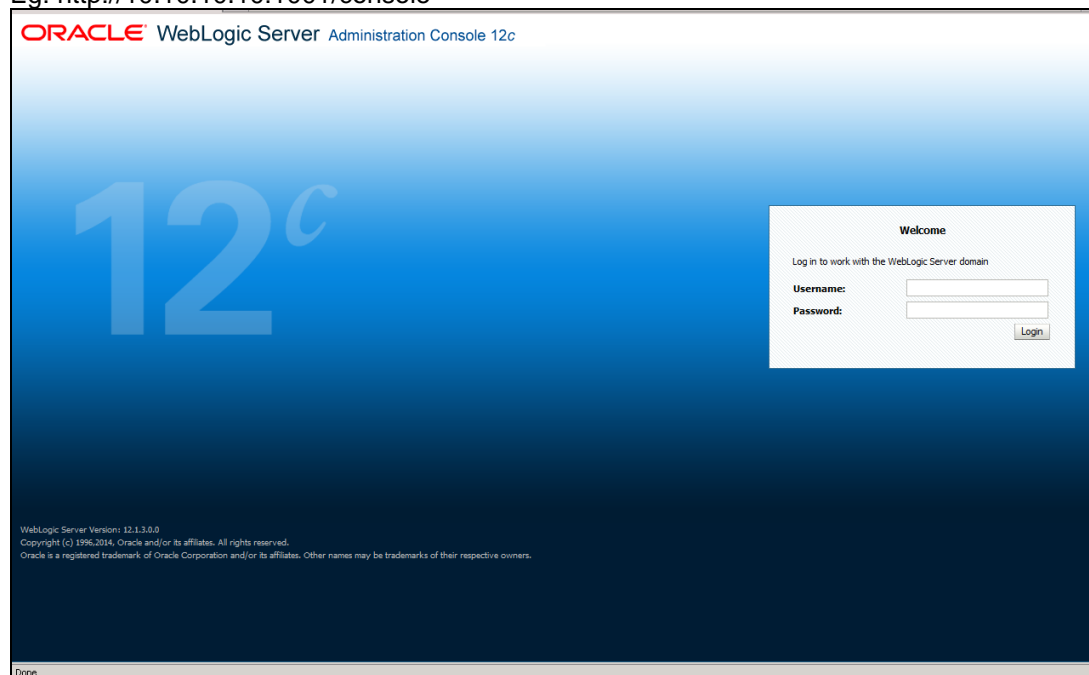 ORACLE WebLogic Server Administration Console 12c
12c
Welcome
Log in to work with the WebLogic Server domain
Username:
Password:
Login
WebLogic Server Version: 12.1.3.0.0
Copyright (c) 1996,2014, Oracle and/or its affiliates. All rights reserved.
Oracle is a registered trademark of Oracle Corporation and/or its affiliates. Other names may be trademarks of their respective owners.
Done